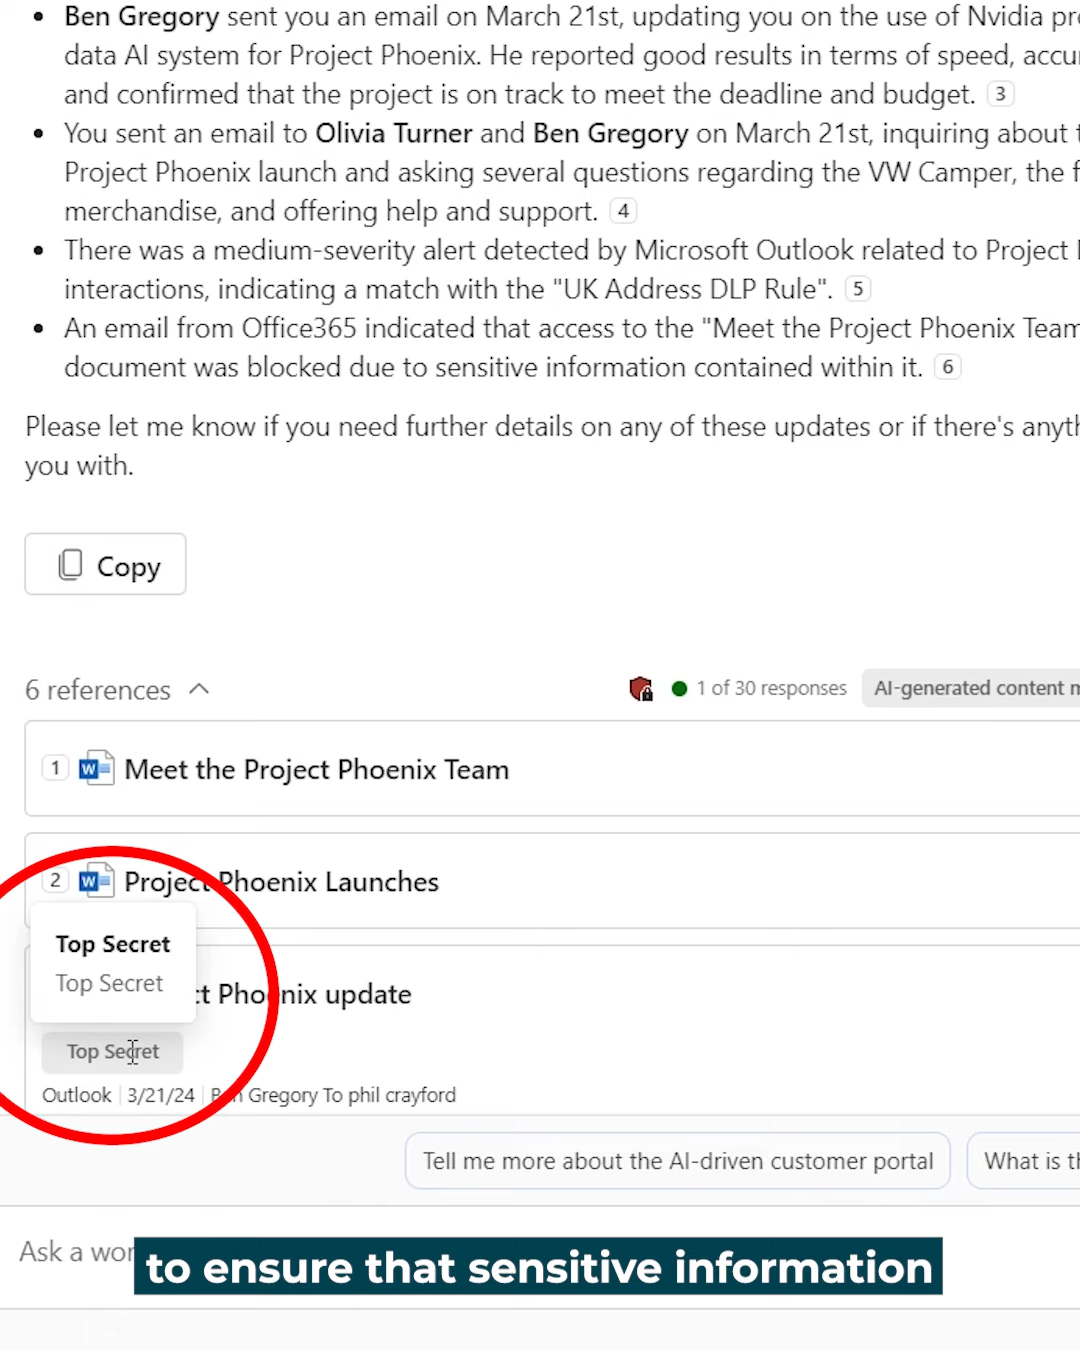 Ben Gregory sent you an email on March 21st, updating you on the use of Nvidia
data AI system for Project Phoenix. He reported good results in terms of speed,
and confirmed that the project is on track to meet the deadline and budget. 3
You sent an email to Olivia Turner and Ben Gregory on March 21st, inquiring about
Project Phoenix launch and asking several questions regarding the VW Camper, the
merchandise, and offering help and support. 4
There was a medium-severity alert detected by Microsoft Outlook related to Project
interactions, indicating a match with the "UK Address DLP Rule". 5
An email from Office365 indicated that access to the "Meet the Project Phoenix Team
document was blocked due to sensitive information contained within it. 6
Please let me know if you need further details on any of these updates or if there's
you with.
Copy
6 references
1 of 30 responses
AI-generated content
1 Meet the Project Phoenix Team
2 Project Phoenix Launches
Top Secret
Top Secret
Phoenix update
Top Secret
Outlook 3/21/24 Ben Gregory To phil crayford
Tell me more about the AI-driven customer portal
What is
Ask a
to ensure that sensitive information